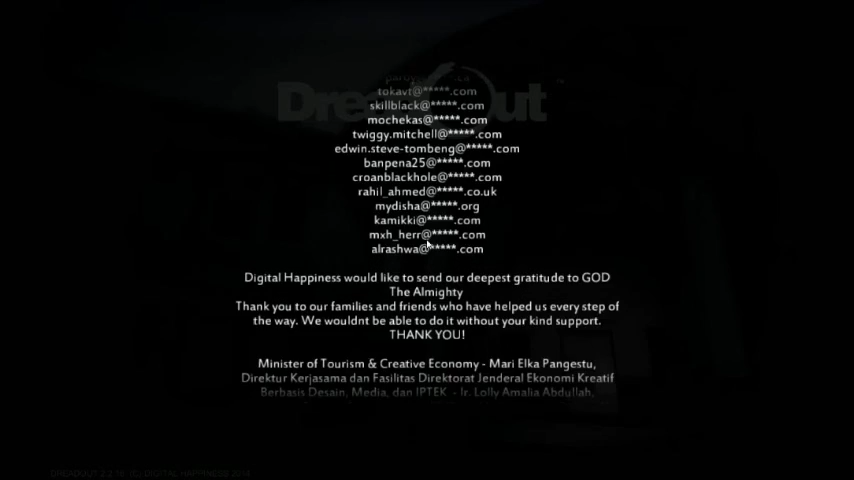 DreadOut
tokavt@*****.com
skillblack@*****.com
mochekas@*****.com
twiggy.mitchell@*****.com
edwin.steve-tombeng@*****.com
banpena25@*****.com
croanblackhole@*****.com
rahil_ahmed@*****.co.uk
mydisha@*****.org
kamikki@*****.com
mxh_herr@*****.com
alrashwa@*****.com
Digital Happiness would like to send our deepest gratitude to GOD
The Almighty
Thank you to our families and friends who have helped us every step of
the way. We wouldnt be able to do it without your kind support.
THANK YOU!
Minister of Tourism & Creative Economy - Mari Elka Pangestu,
Direktur Kerjasama dan Fasilitas Direktorat Jenderal Ekonomi Kreatif
Berbasis Desain, Media, dan IPTEK - Ir. Lolly Amalia Abdullah,